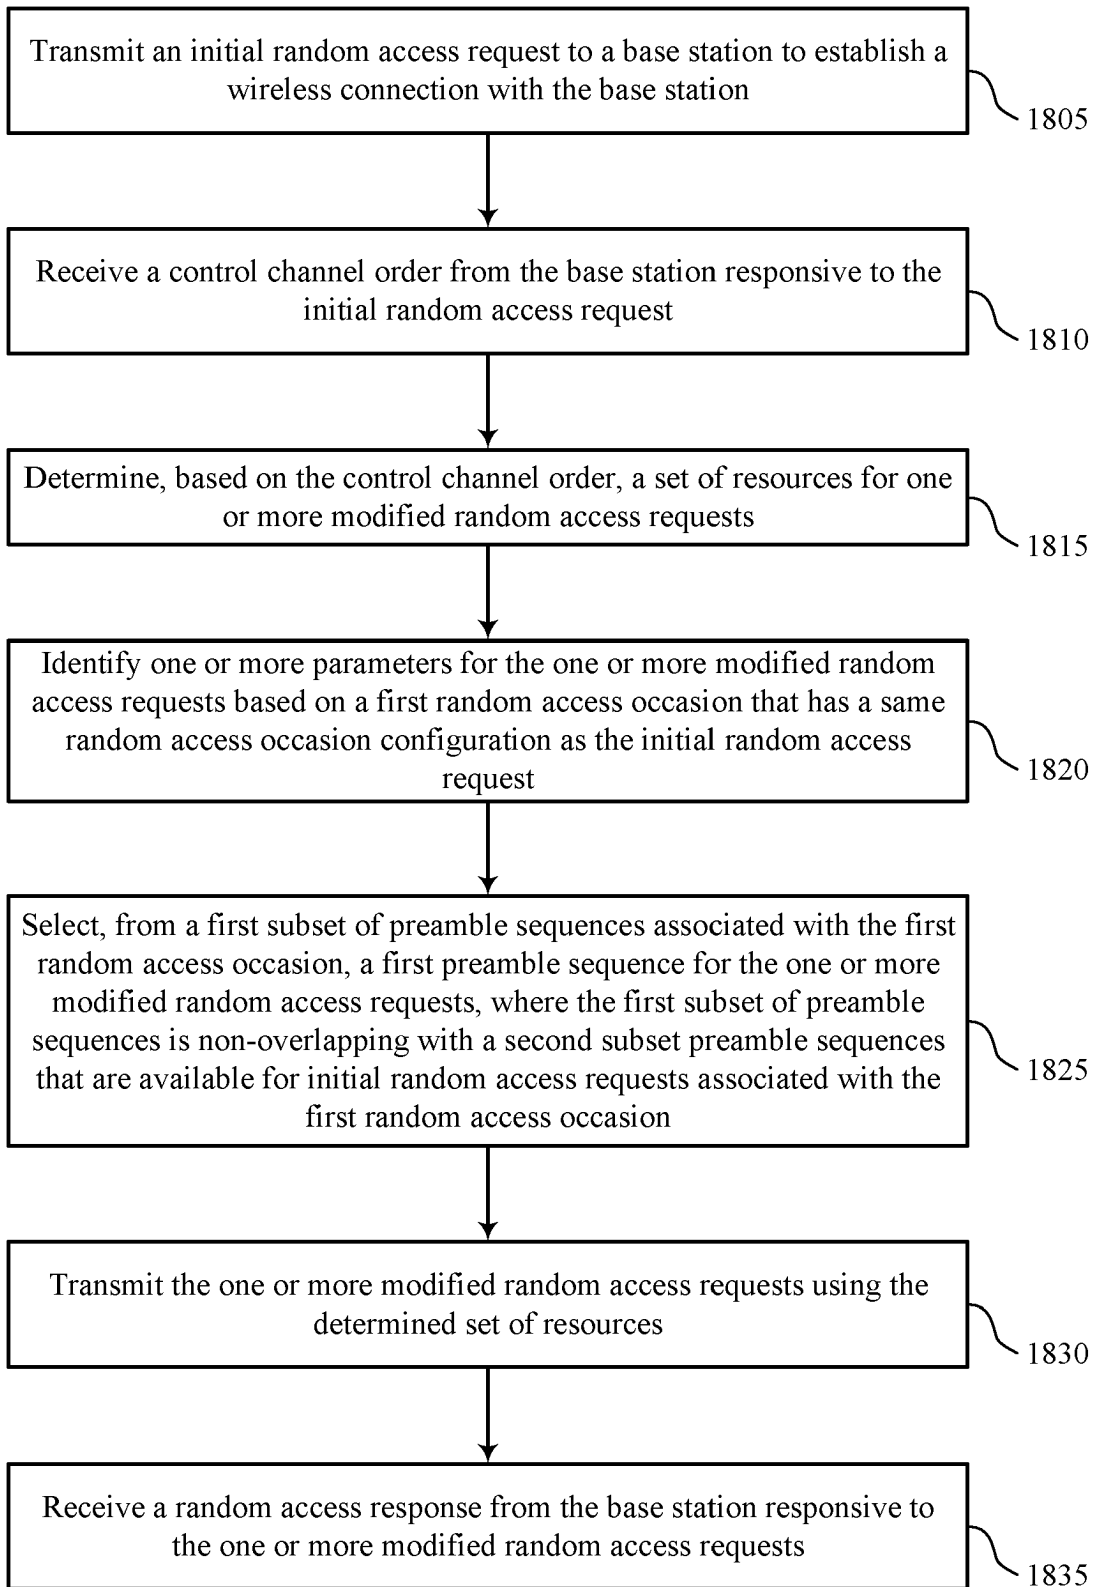 Transmit an initial random access request to a base station to establish a
wireless connection with the base station
1805
Receive a control channel order from the base station responsive to the
initial random access request
1810
Determine, based on the control channel order, a set of resources for one
or more modified random access requests
1815
Identify one or more parameters for the one or more modified random
access requests based on a first random access occasion that has a same
random access occasion configuration as the initial random access
request
1820
Select, from a first subset of preamble sequences associated with the first
random access occasion, a first preamble sequence for the one or more
modified random access requests, where the first subset of preamble
sequences is non-overlapping with a second subset preamble sequences
that are available for initial random access requests associated with the
first random access occasion
1825
Transmit the one or more modified random access requests using the
determined set of resources
1830
Receive a random access response from the base station responsive to
the one or more modified random access requests
1835